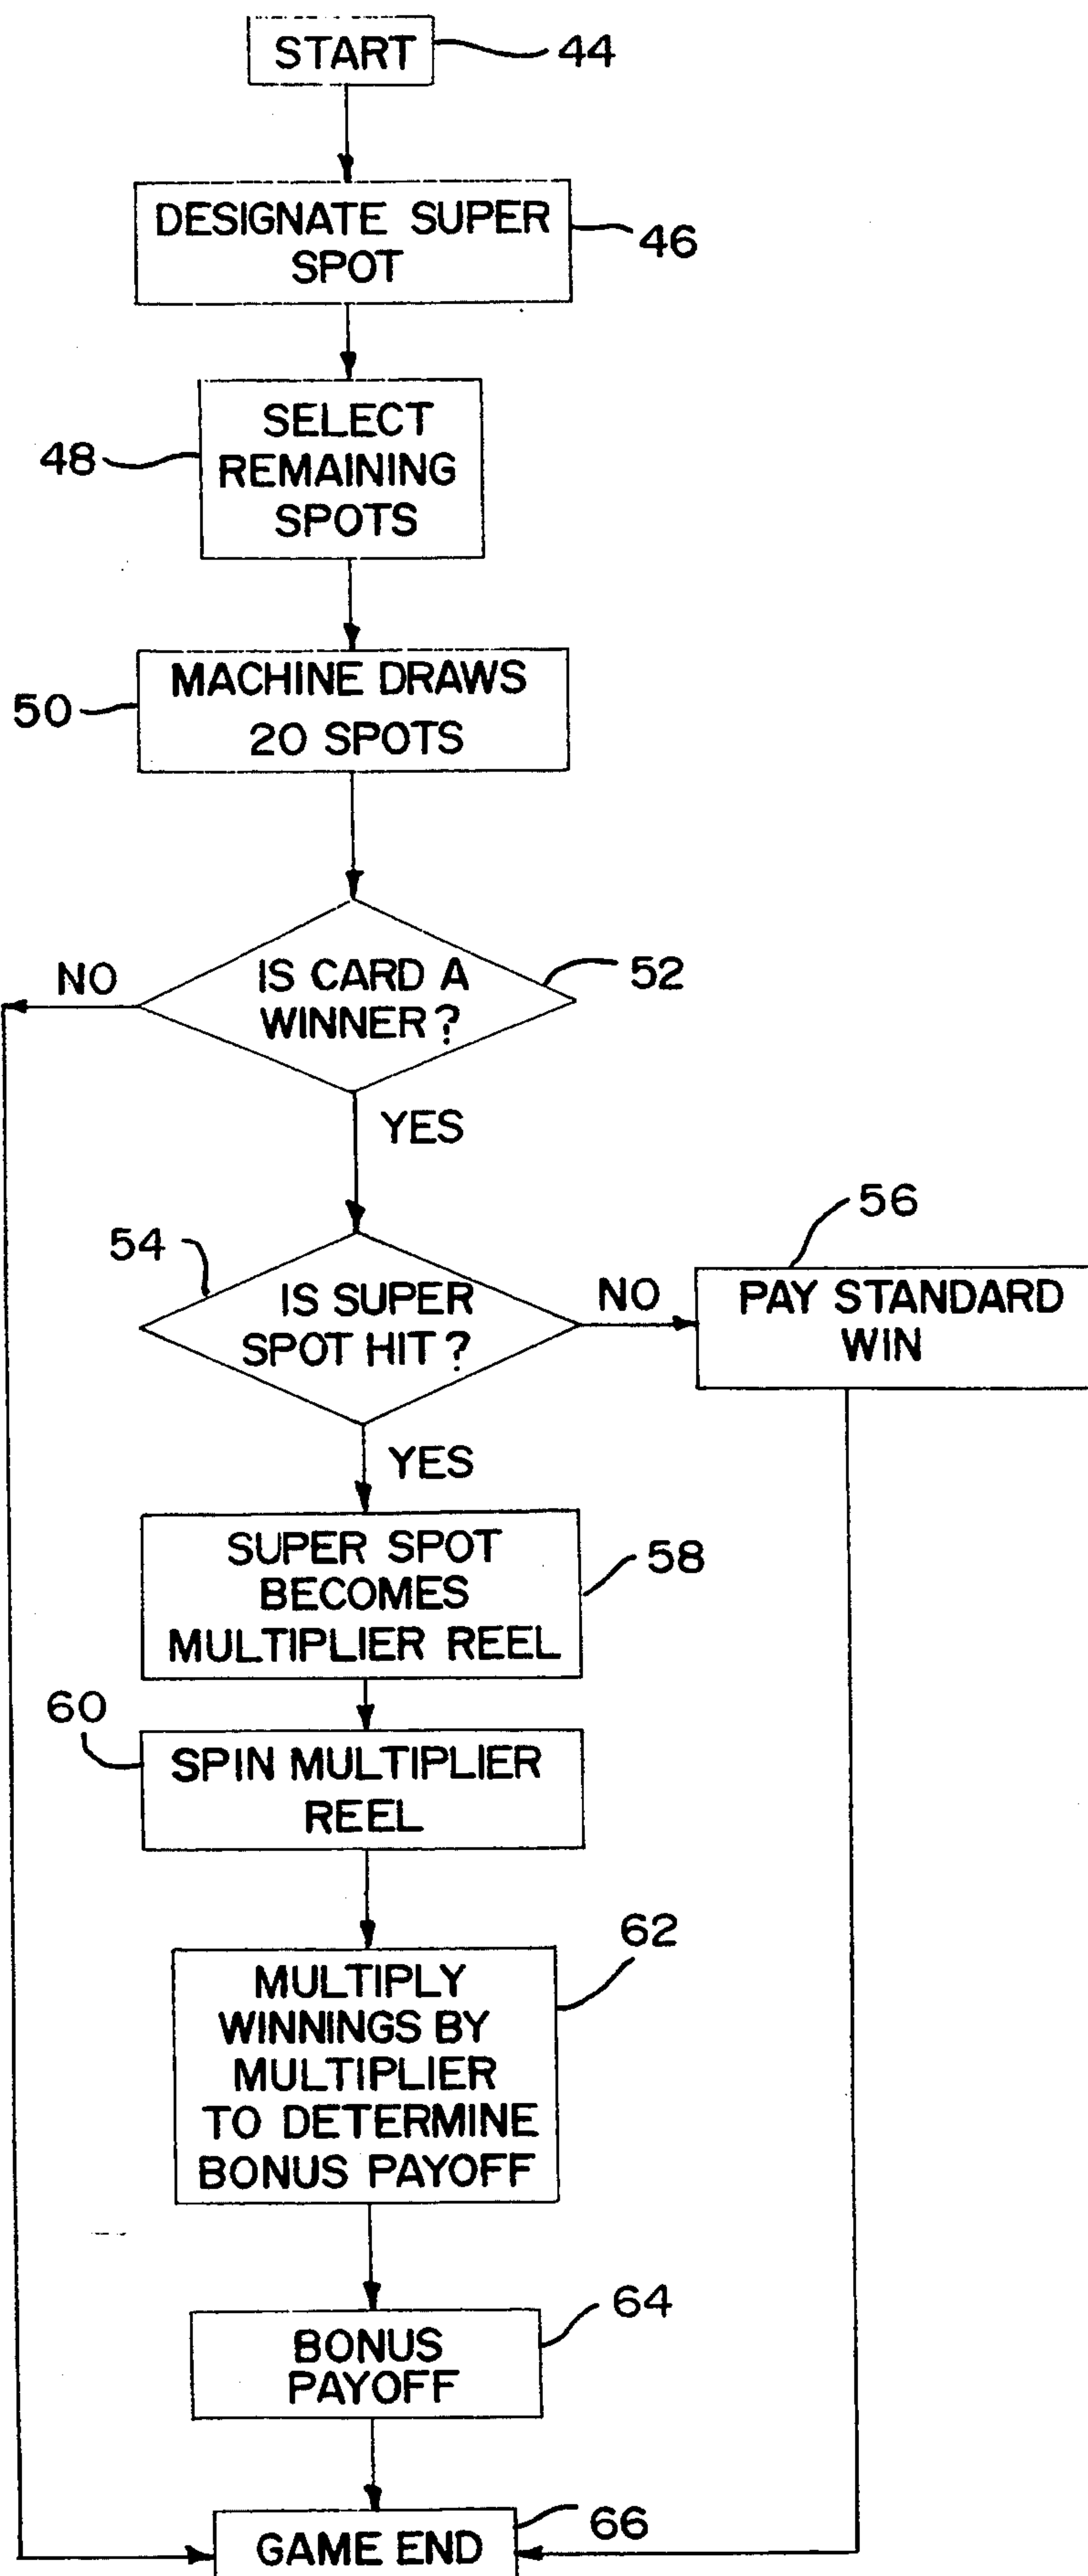 START
44
DESIGNATE SUPER
SPOT
46
48
SELECT
REMAINING
SPOTS
50
MACHINE DRAWS
20 SPOTS
NO
IS CARD A
WINNER?
52
YES
54
IS SUPER
SPOT HIT?
NO
56
PAY STANDARD
WIN
YES
SUPER SPOT
BECOMES
MULTIPLIER REEL
58
60
SPIN MULTIPLIER
REEL
62
MULTIPLY
WINNINGS BY
MULTIPLIER
TO DETERMINE
BONUS PAYOFF
64
BONUS
PAYOFF
GAME END
66